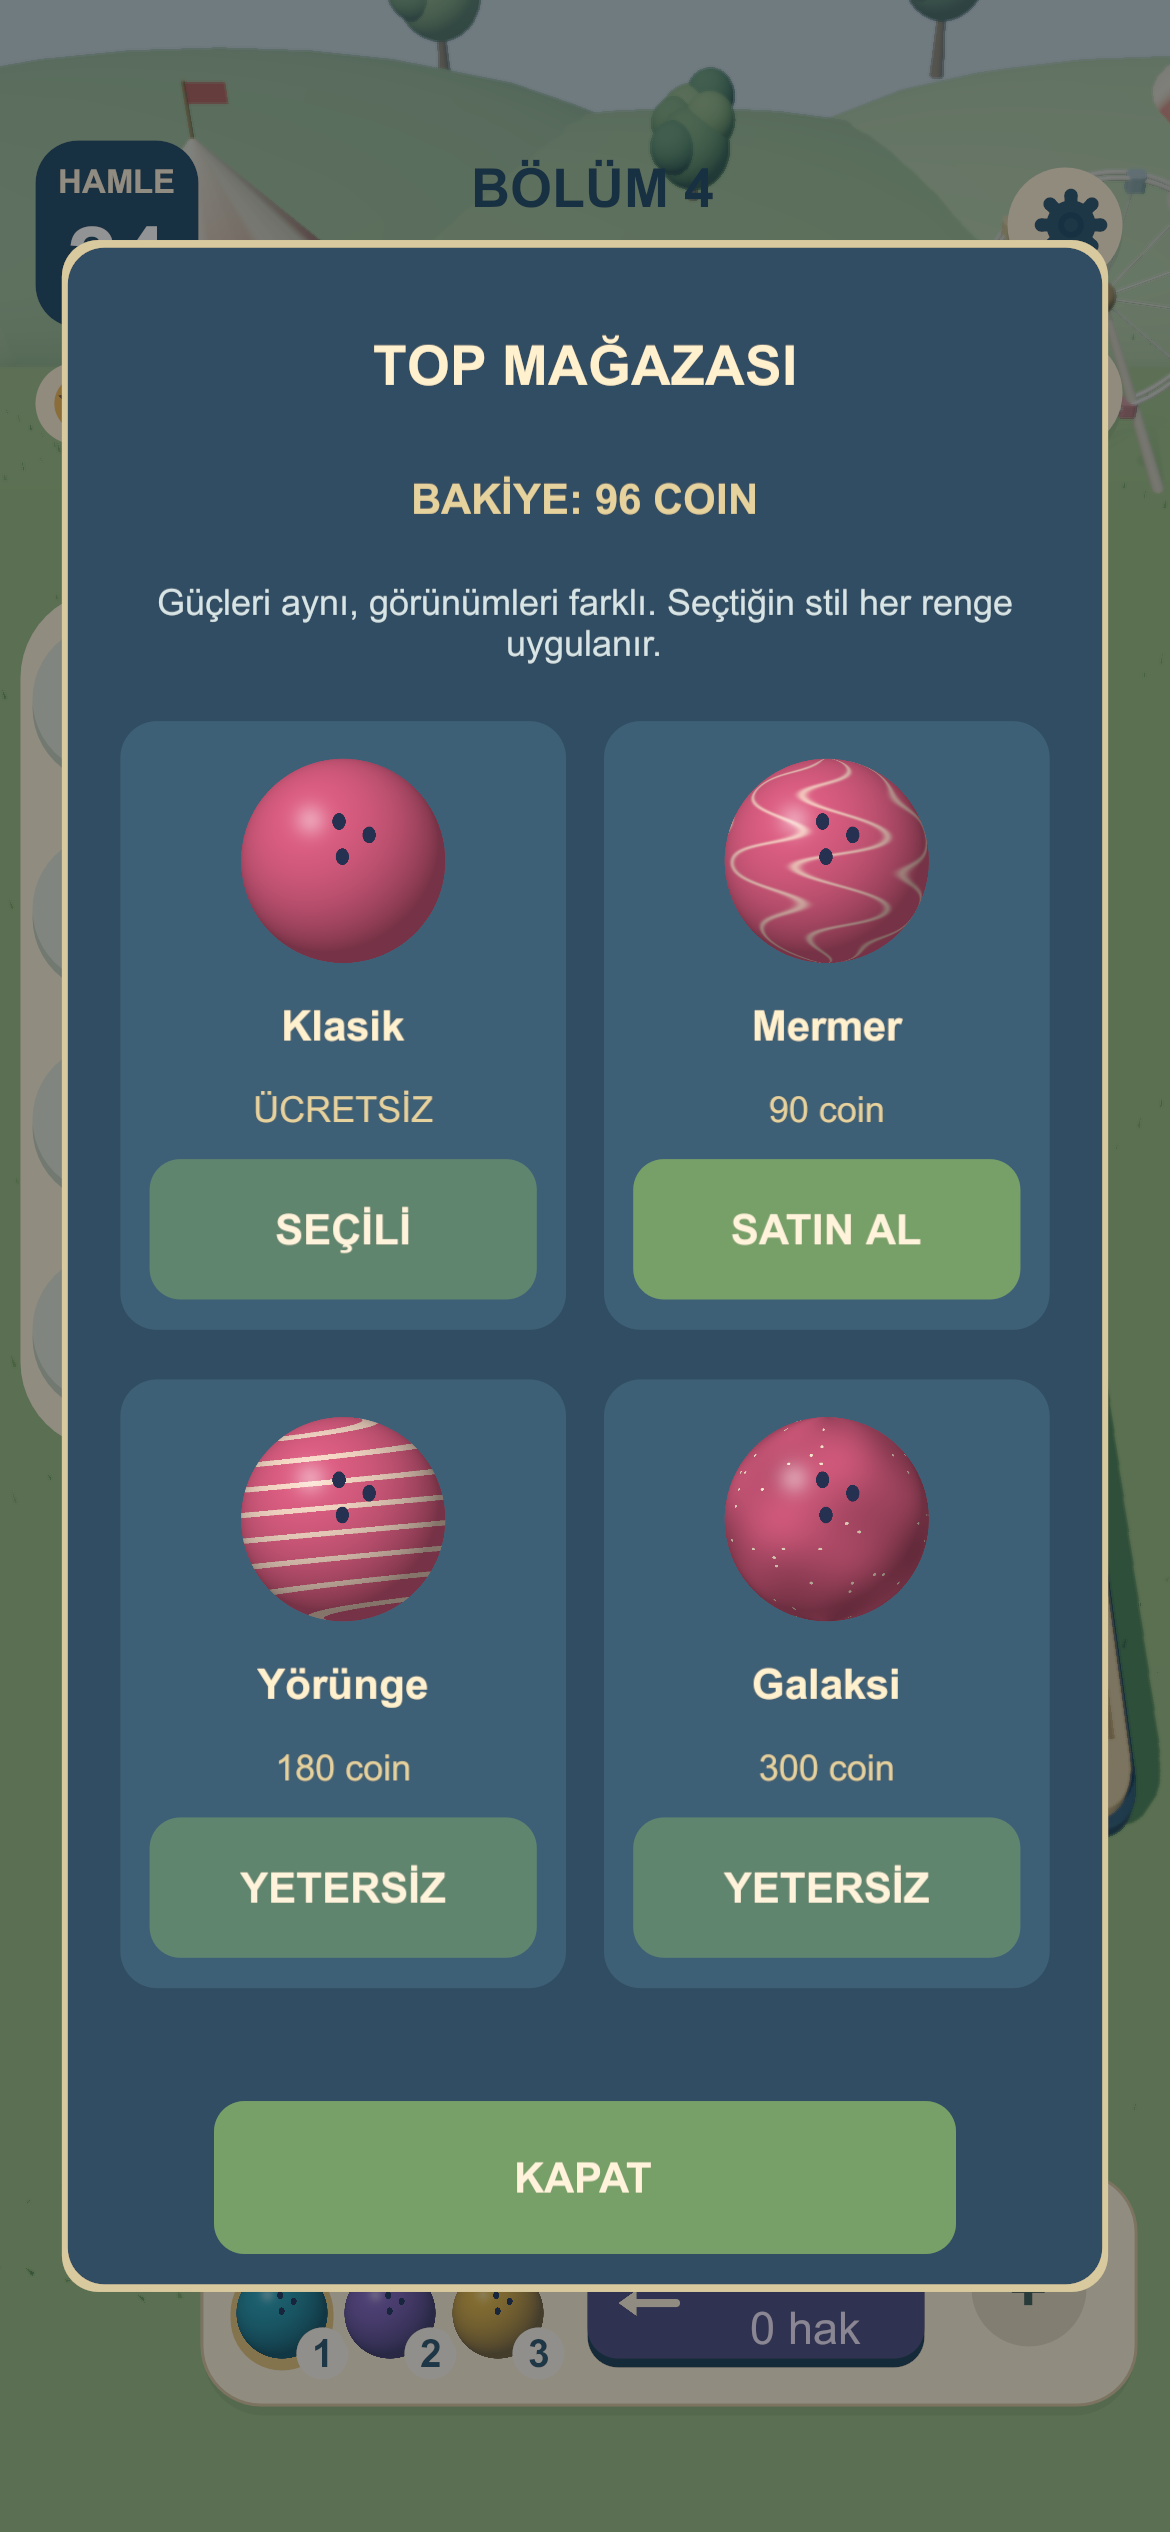 HAMLE
BÖLÜM 4
TOP MAĞAZASI
BAKİYE: 96 COIN
Güçleri aynı, görünümleri farklı. Seçtiğin stil her renge
uygulanır.
Klasik
ÜCRETSİZ
SEÇİLİ
Mermer
90 coin
SATIN AL
Yörünge
180 coin
YETERSİZ
Galaksi
300 coin
YETERSİZ
KAPAT
1
2
3
0 hak